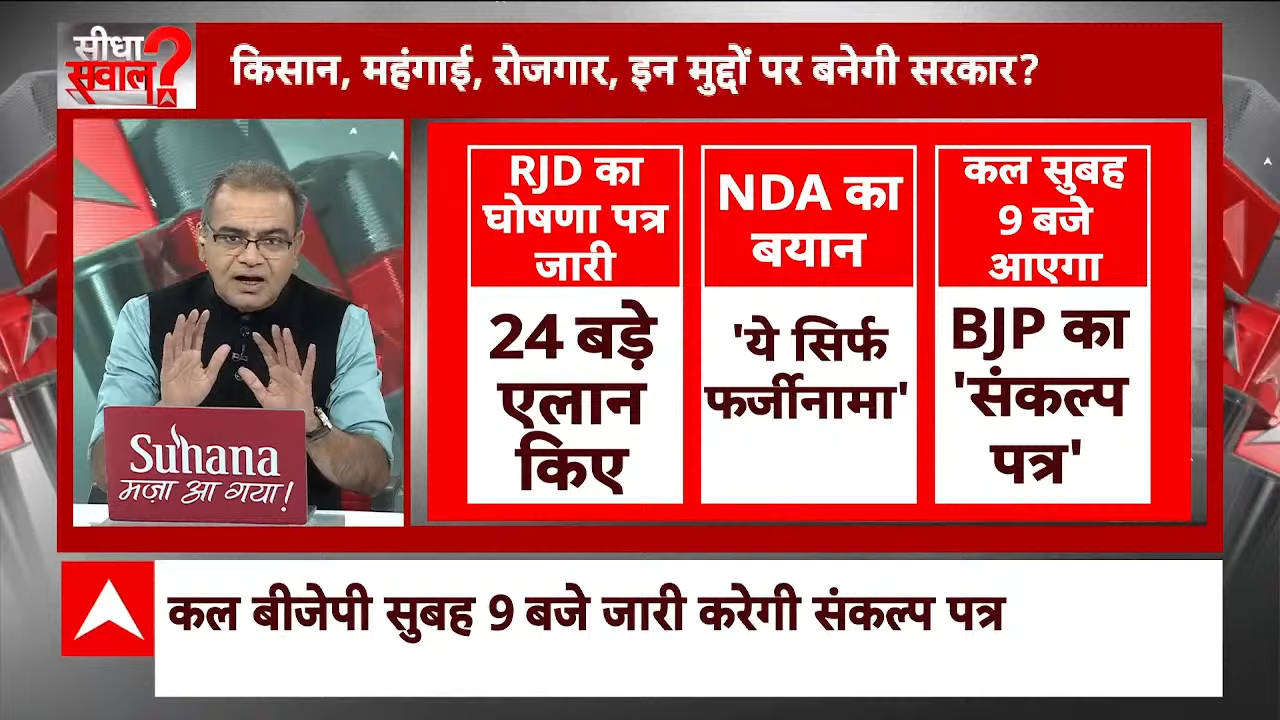 सीधा
सवाल?
किसान, महंगाई, रोजगार, इन मुद्दों पर बनेगी सरकार?
RJD का
घोषणा पत्र
जारी
24 बड़े
एलान
किए
NDA का
बयान
'ये सिर्फ
फर्जीनामा'
कल सुबह
9 बजे
आएगा
BJP का
'संकल्प
पत्र'
Suhana
मज़ा आ गया!
कल बीजेपी सुबह 9 बजे जारी करेगी संकल्प पत्र